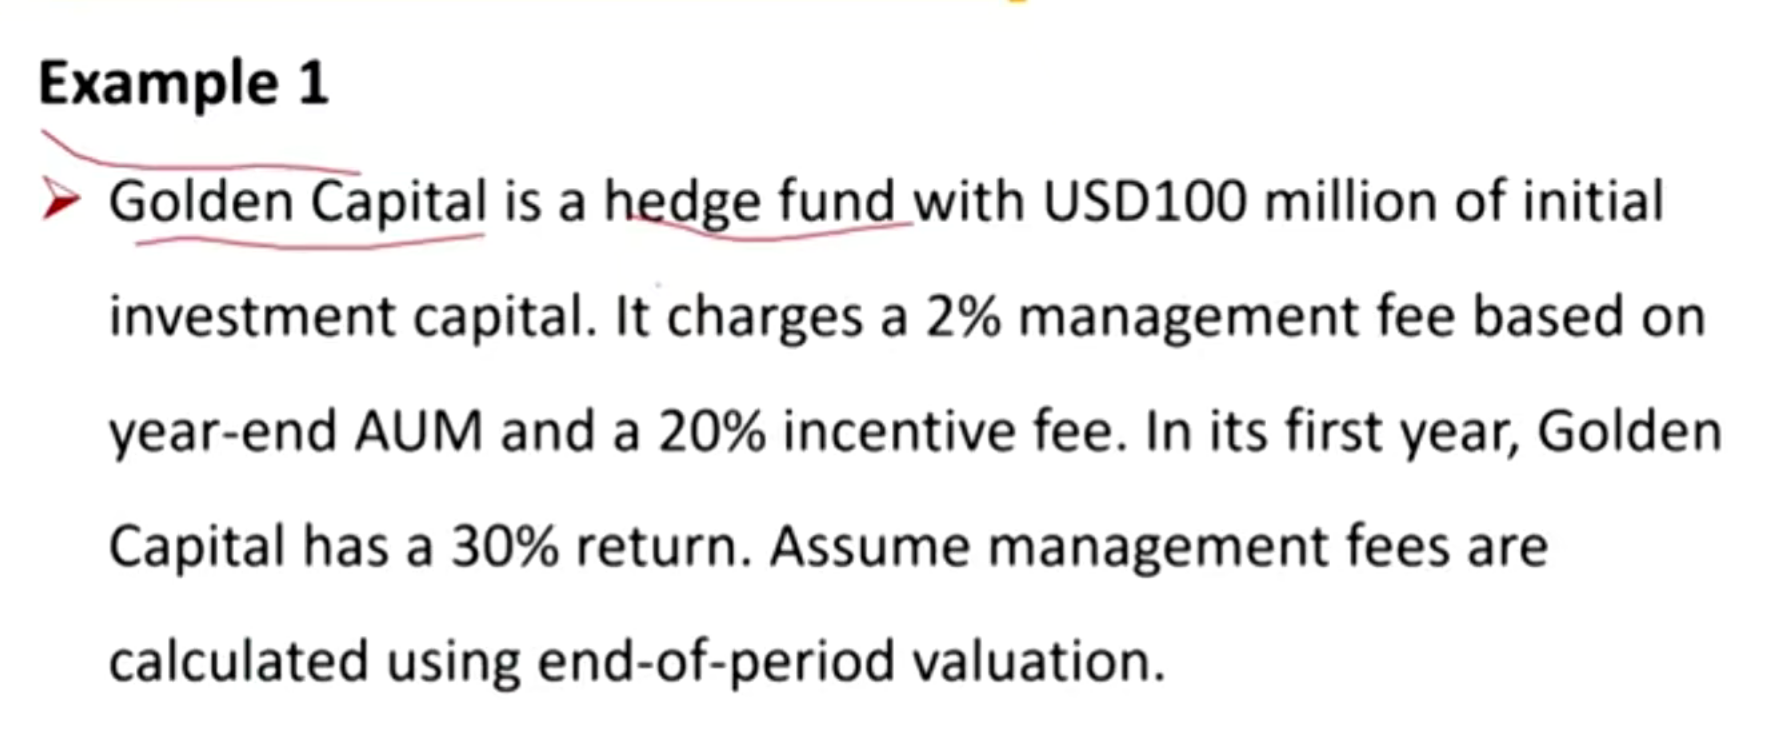 Example 1
Golden Capital is a hedge fund with USD100 million of initial
investment capital. It charges a 2% management fee based on
year-end AUM and a 20% incentive fee. In its first year, Golden
Capital has a 30% return. Assume management fees are
calculated using end-of-period valuation.